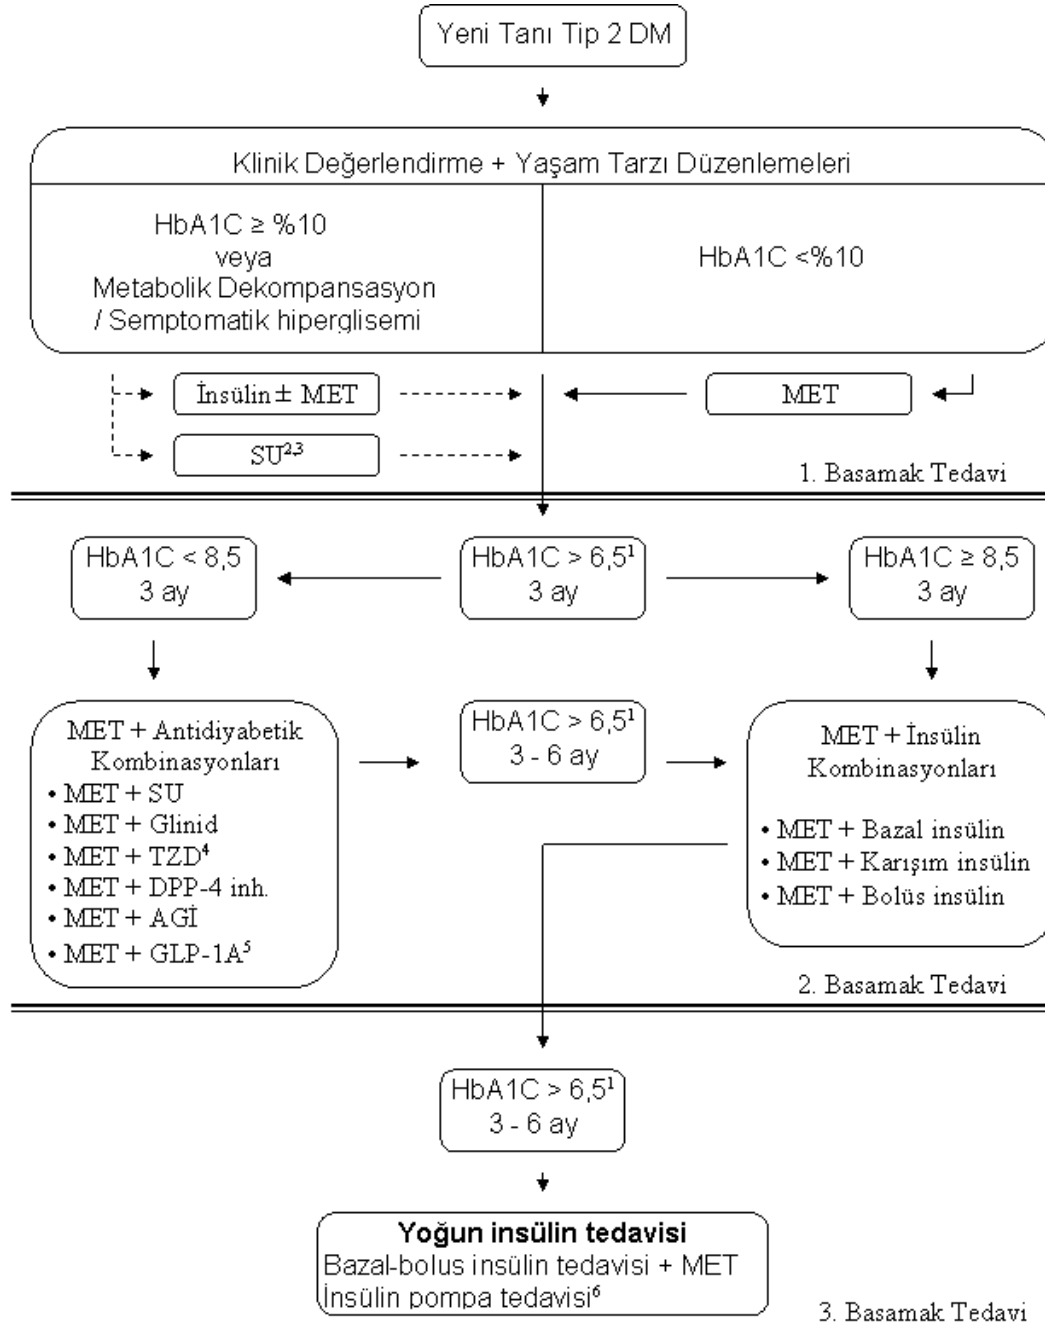 Yeni Tanı Tip 2 DM
Klinik Değerlendirme + Yaşam Tarzı Düzenlemeleri
HbA1C ≥ %10
veya
Metabolik Dekompansasyon
/ Semptomatik hiperglisemi
HbA1C <%10
İnsülin ± MET
MET
SU²,³
1. Basamak Tedavi
HbA1C < 8,5
3 ay
HbA1C > 6,5¹
3 ay
HbA1C ≥ 8,5
3 ay
MET + Antidiyabetik
Kombinasyonları
• MET + SU
• MET + Glinid
• MET + TZD⁴
• MET + DPP-4 inh.
• MET + AGİ
• MET + GLP-1A⁵
HbA1C > 6,5¹
3 - 6 ay
MET + İnsülin
Kombinasyonları
• MET + Bazal insülin
• MET + Karışım insülin
• MET + Bolüs insülin
2. Basamak Tedavi
HbA1C > 6,5¹
3 - 6 ay
Yoğun insülin tedavisi
Bazal-bolus insülin tedavisi + MET
İnsülin pompa tedavisi⁶
3. Basamak Tedavi